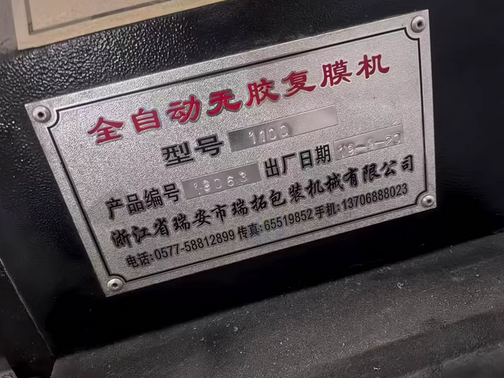 全自动无胶复膜机
型号 1100
产品编号 19063 出厂日期
浙江省瑞安市瑞拓包装机械有限公司
电话: 0577-58812899 传真: 65519852 手机: 13706888023